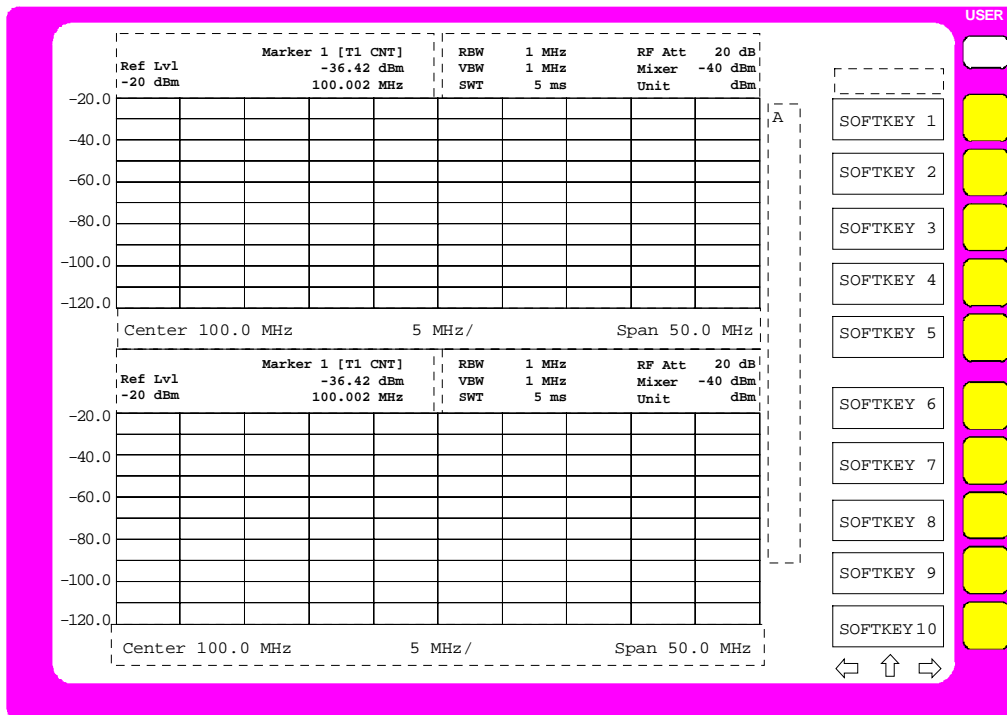 USER
Marker 1 [T1 CNT] RBW 1 MHz RF Att 20 dB
Ref Lvl -36.42 dBm VBW 1 MHz Mixer -40 dBm
-20 dBm 100.002 MHz SWT 5 ms Unit dBm
-20.0
-40.0
-60.0
-80.0
-100.0
-120.0
A
Center 100.0 MHz 5 MHz/ Span 50.0 MHz
Marker 1 [T1 CNT] RBW 1 MHz RF Att 20 dB
Ref Lvl -36.42 dBm VBW 1 MHz Mixer -40 dBm
-20 dBm 100.002 MHz SWT 5 ms Unit dBm
-20.0
-40.0
-60.0
-80.0
-100.0
-120.0
Center 100.0 MHz 5 MHz/ Span 50.0 MHz
SOFTKEY 1
SOFTKEY 2
SOFTKEY 3
SOFTKEY 4
SOFTKEY 5
SOFTKEY 6
SOFTKEY 7
SOFTKEY 8
SOFTKEY 9
SOFTKEY 10